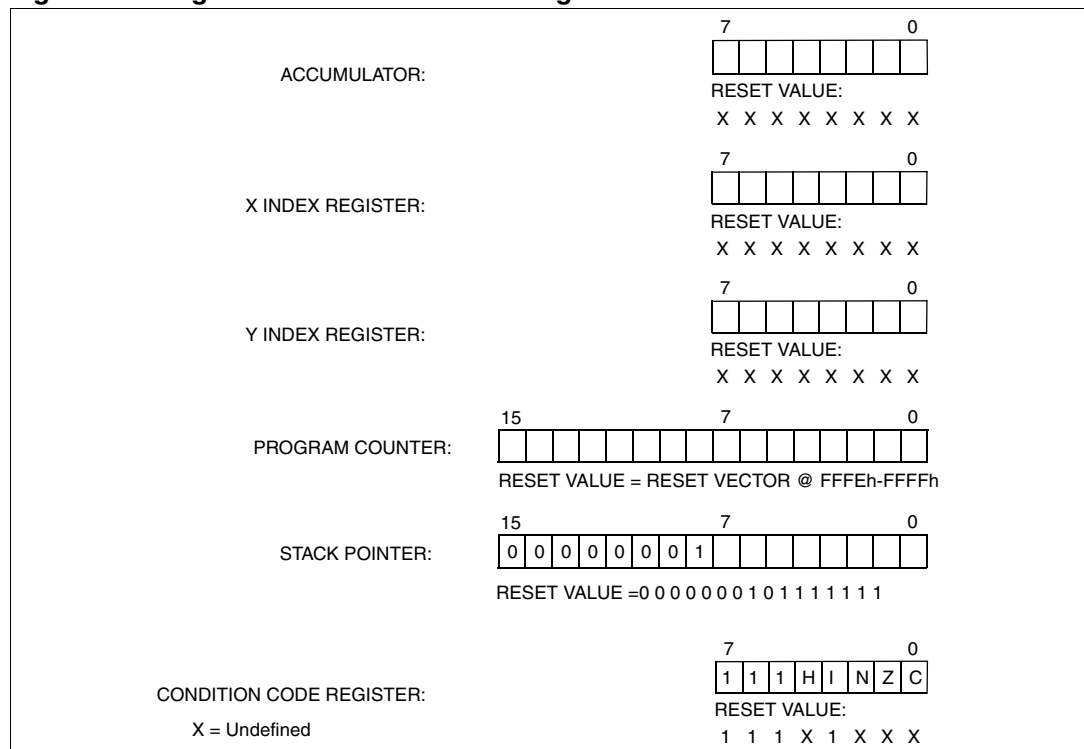 7 0
ACCUMULATOR:
RESET VALUE:
X X X X X X X X
7 0
X INDEX REGISTER:
RESET VALUE:
X X X X X X X X
7 0
Y INDEX REGISTER:
RESET VALUE:
X X X X X X X X
15 7 0
PROGRAM COUNTER:
RESET VALUE = RESET VECTOR @ FFFEh-FFFFh
15 7 0
STACK POINTER: 0 0 0 0 0 0 0 1
RESET VALUE =0 0 0 0 0 0 0 1 0 1 1 1 1 1 1 1
7 0
1 1 1 H I N Z C
CONDITION CODE REGISTER:
RESET VALUE:
X = Undefined
1 1 1 X 1 X X X